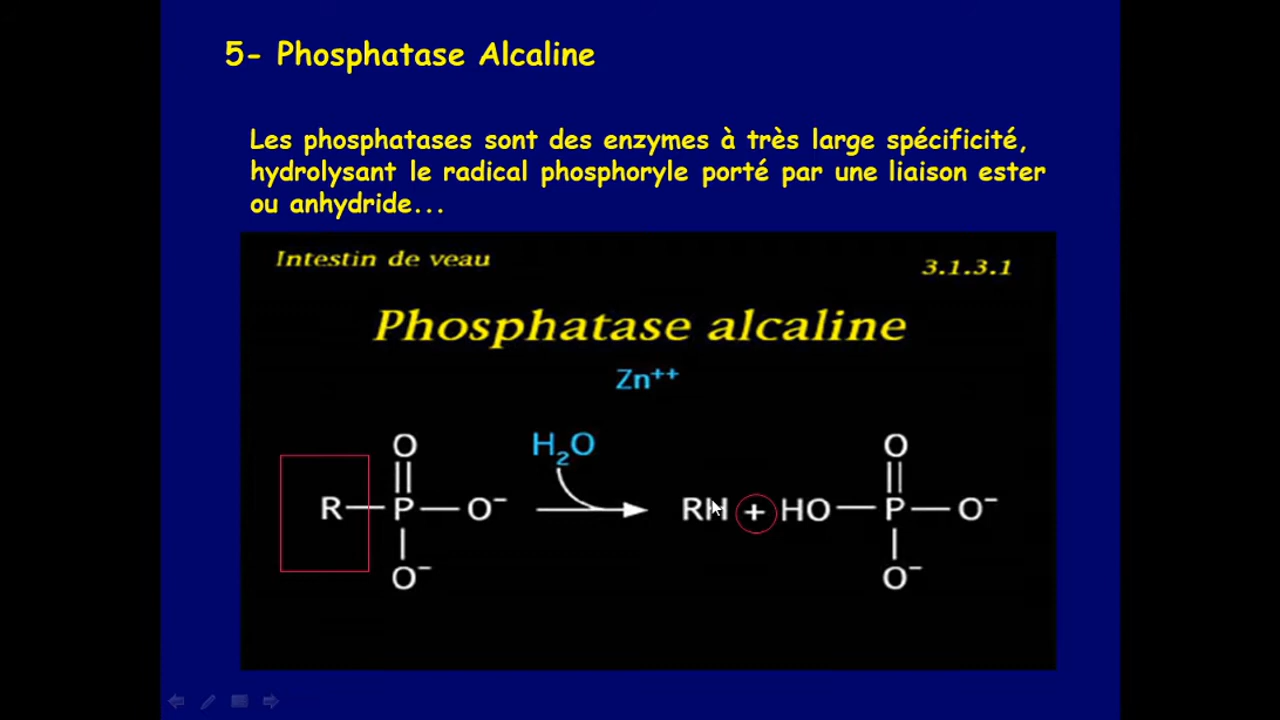 5- Phosphatase Alcaline
Les phosphatases sont des enzymes à très large spécificité,
hydrolysant le radical phosphoryle porté par une liaison ester
ou anhydride...
Intestin de veau
3.1.3.1
Phosphatase alcaline
Zn⁺⁺
O
H₂O
O
R—P—O⁻
RH + HO—P—O⁻
O⁻
O⁻